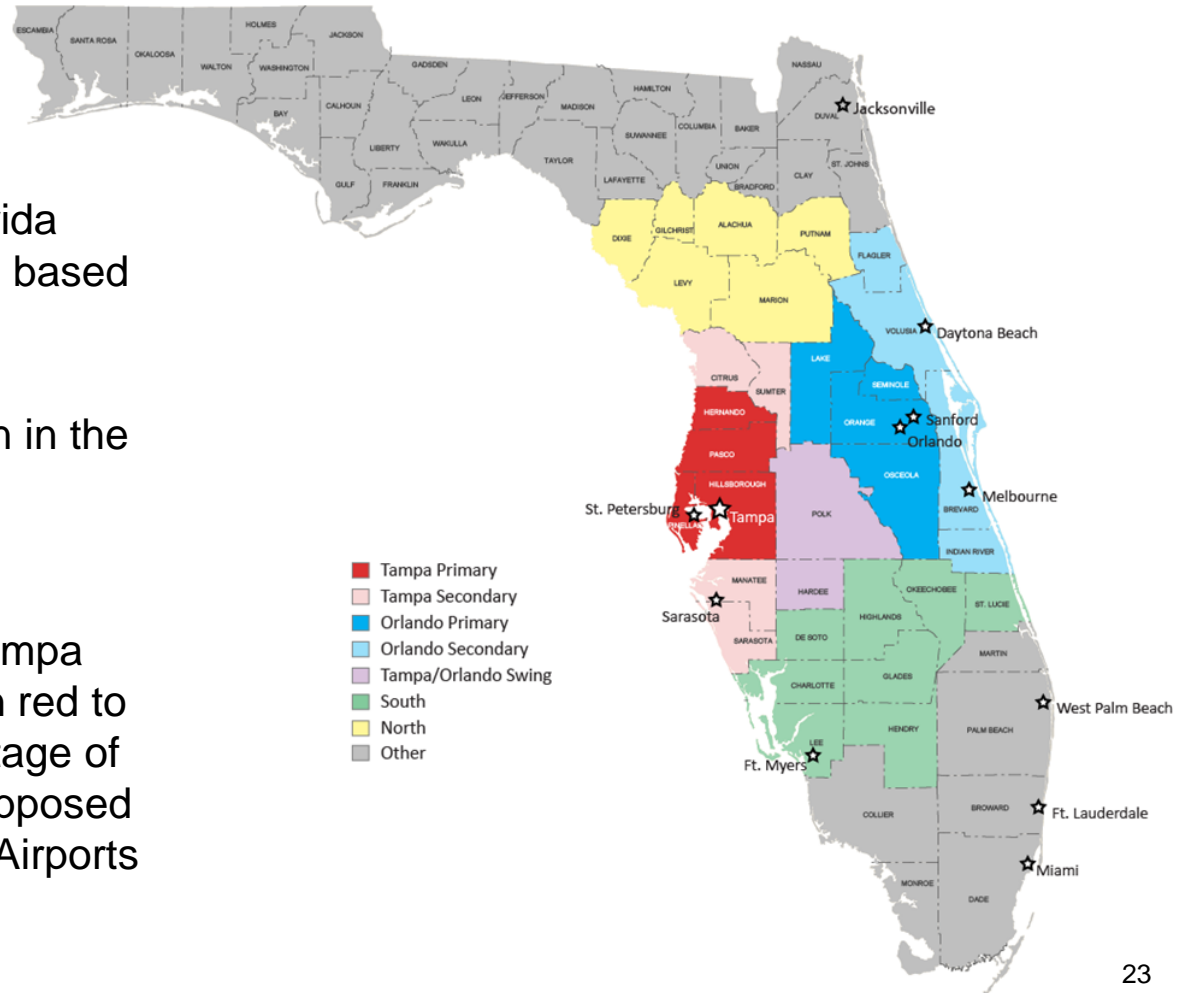 ESCAMBIA
SANTA ROSA
OKALOOSA
WALTON
HOLMES
WASHINGTON
JACKSON
BAY
CALHOUN
GULF
LIBERTY
FRANKLIN
GADSDEN
LEON
WAKULLA
JEFFERSON
MADISON
TAYLOR
HAMILTON
SUWANNEE
LAFAYETTE
COLUMBIA
BAKER
UNION
BRADFORD
NASSAU
DUVAL
Jacksonville
CLAY
ST. JOHNS
DIXIE
GILCHRIST
ALACHUA
PUTNAM
LEVY
MARION
FLAGLER
VOLUSIA
Daytona Beach
CITRUS
SUMTER
LAKE
SEMINOLE
ORANGE
Sanford
Orlando
HERNANDO
PASCO
HILLSBOROUGH
St. Petersburg
Tampa
OSCEOLA
POLK
BREVARD
Melbourne
INDIAN RIVER
MANATEE
Sarasota
SARASOTA
HARDEE
DE SOTO
HIGHLANDS
OKEECHOBEE
ST. LUCIE
MARTIN
CHARLOTTE
GLADES
LEE
Ft. Myers
HENDRY
PALM BEACH
West Palm Beach
COLLIER
BROWARD
Ft. Lauderdale
MONROE
DADE
Miami
based
n in the
red to
of
Airports
Tampa Primary
Tampa Secondary
Orlando Primary
Orlando Secondary
Tampa/Orlando Swing
South
North
Other
23